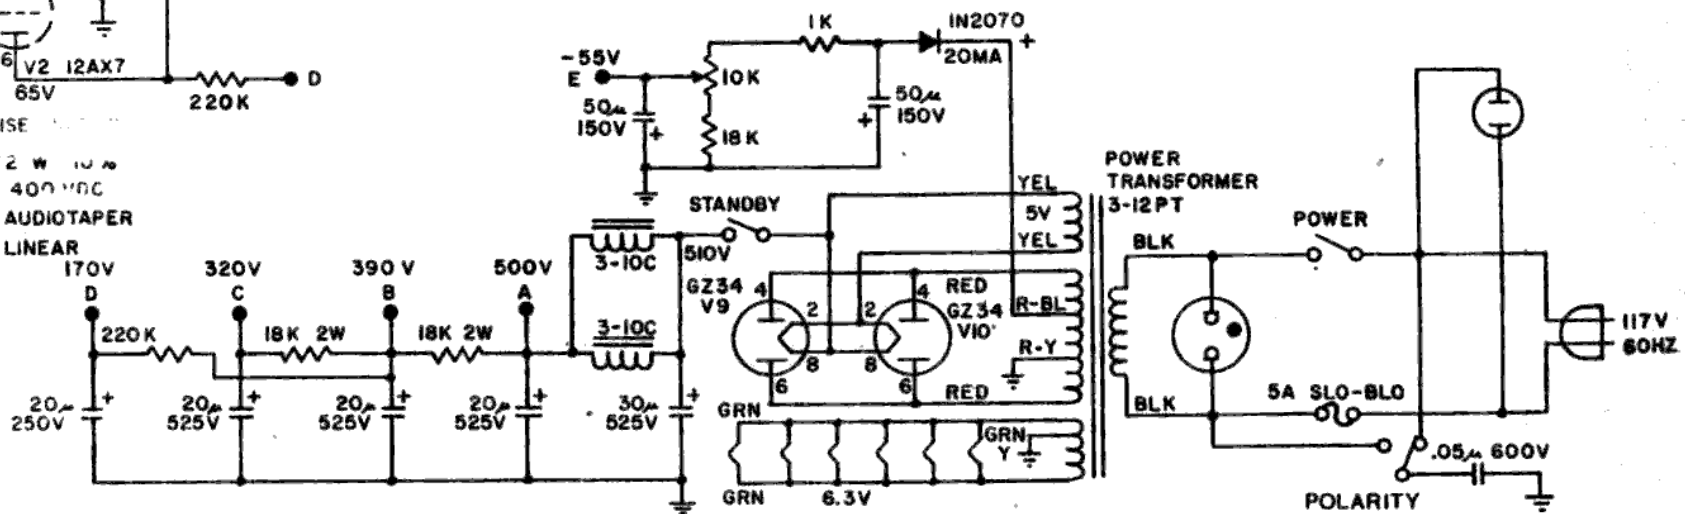 1K
1N2070
20MA
+
-55V
E
10K
50µ
150V
+
50µ
150V
+
18K
6
V2 12AX7
65V
220K
D
ISE
2 W 10%
400 VDC
AUDIOTAPER
LINEAR
STANDBY
510V
3-10C
3-10C
170V
D
320V
C
390V
B
500V
A
220K
18K 2W
18K 2W
20µ
250V
+
20µ
525V
+
20µ
525V
+
20µ
525V
+
30µ
525V
+
YEL
5V
YEL
GZ34
V9
4
2
8
6
RED
GZ34
V10
4
2
8
6
R-BL
R-Y
RED
GRN
GRN
Y
GRN
6.3V
POWER
TRANSFORMER
3-12PT
BLK
BLK
POWER
117V
60HZ
5A SLO-BLO
.05µ 600V
POLARITY